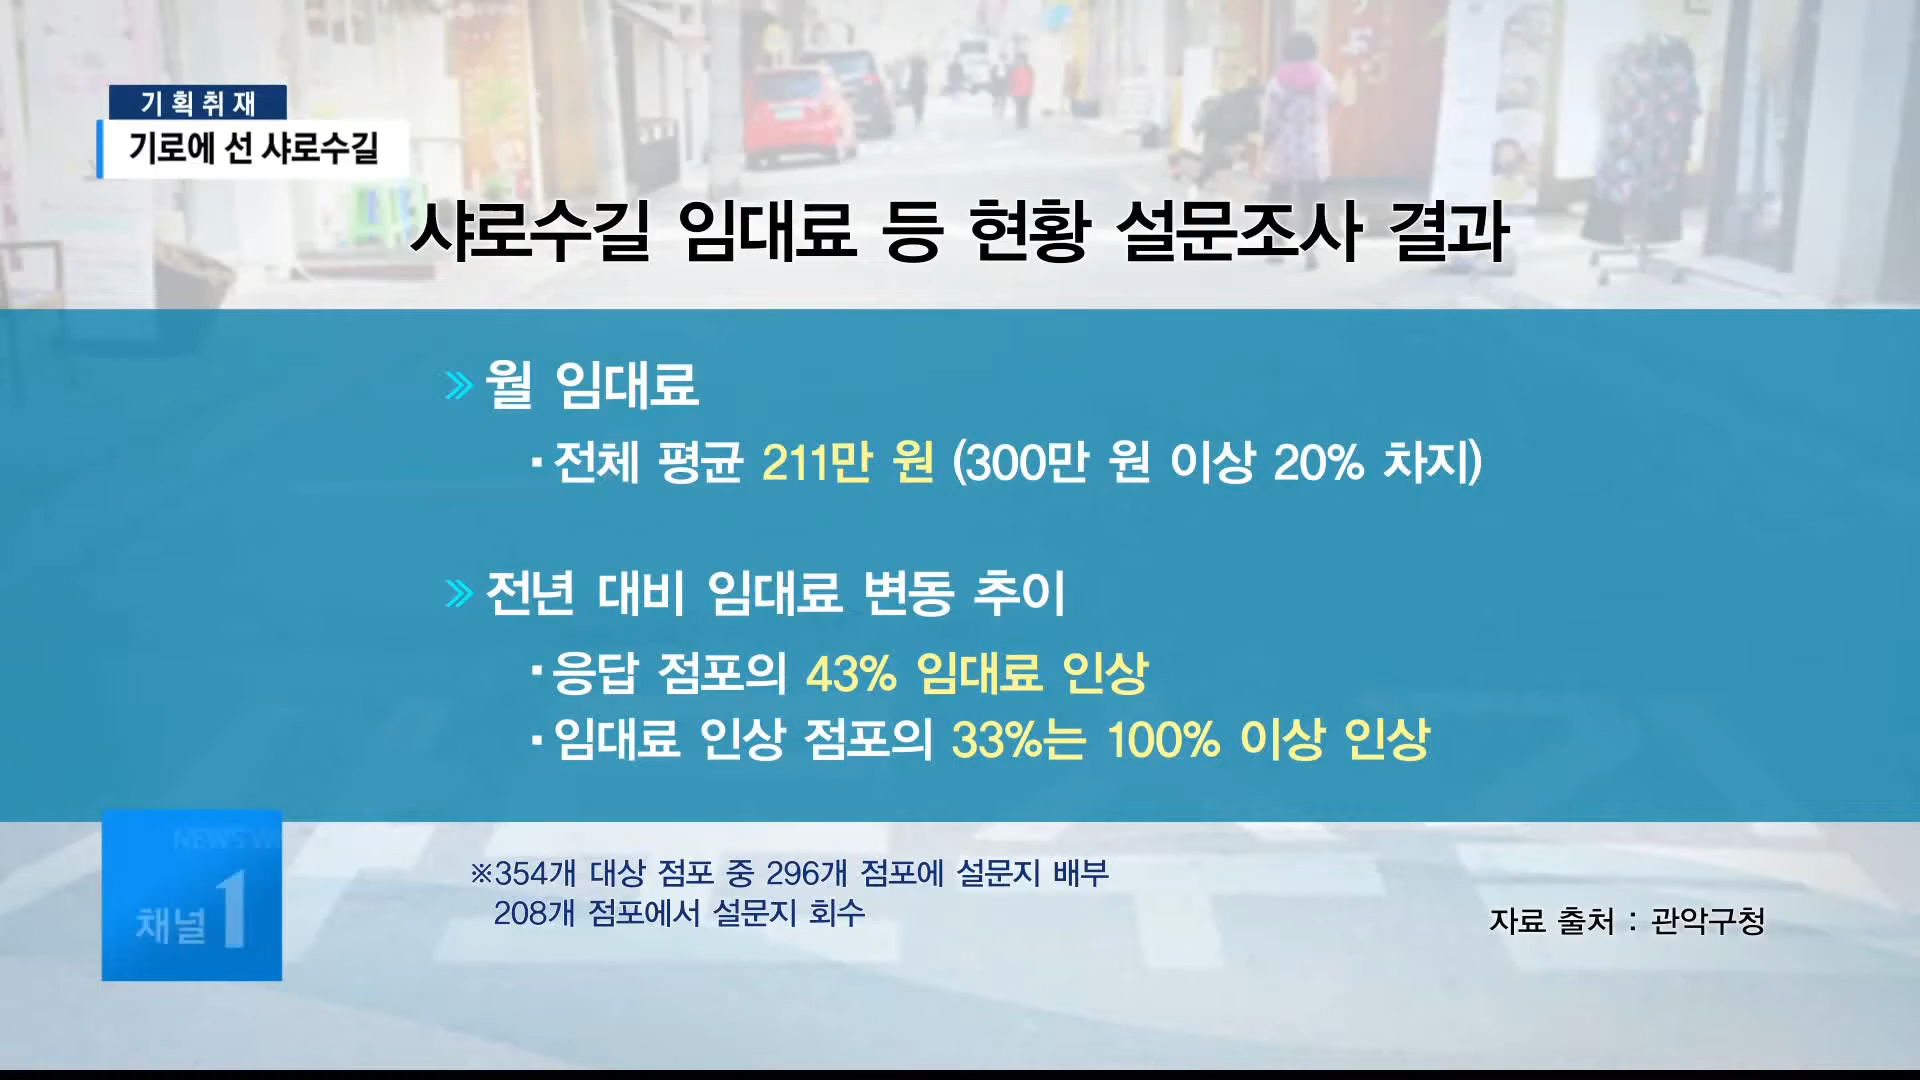 기획취재
기로에 선 샤로수길
샤로수길 임대료 등 현황 설문조사 결과
» 월 임대료
▪ 전체 평균 211만 원 (300만 원 이상 20% 차지)
» 전년 대비 임대료 변동 추이
▪ 응답 점포의 43% 임대료 인상
▪ 임대료 인상 점포의 33%는 100% 이상 인상
※354개 대상 점포 중 296개 점포에 설문지 배부
208개 점포에서 설문지 회수
자료 출처 : 관악구청
NEWS
채널 1